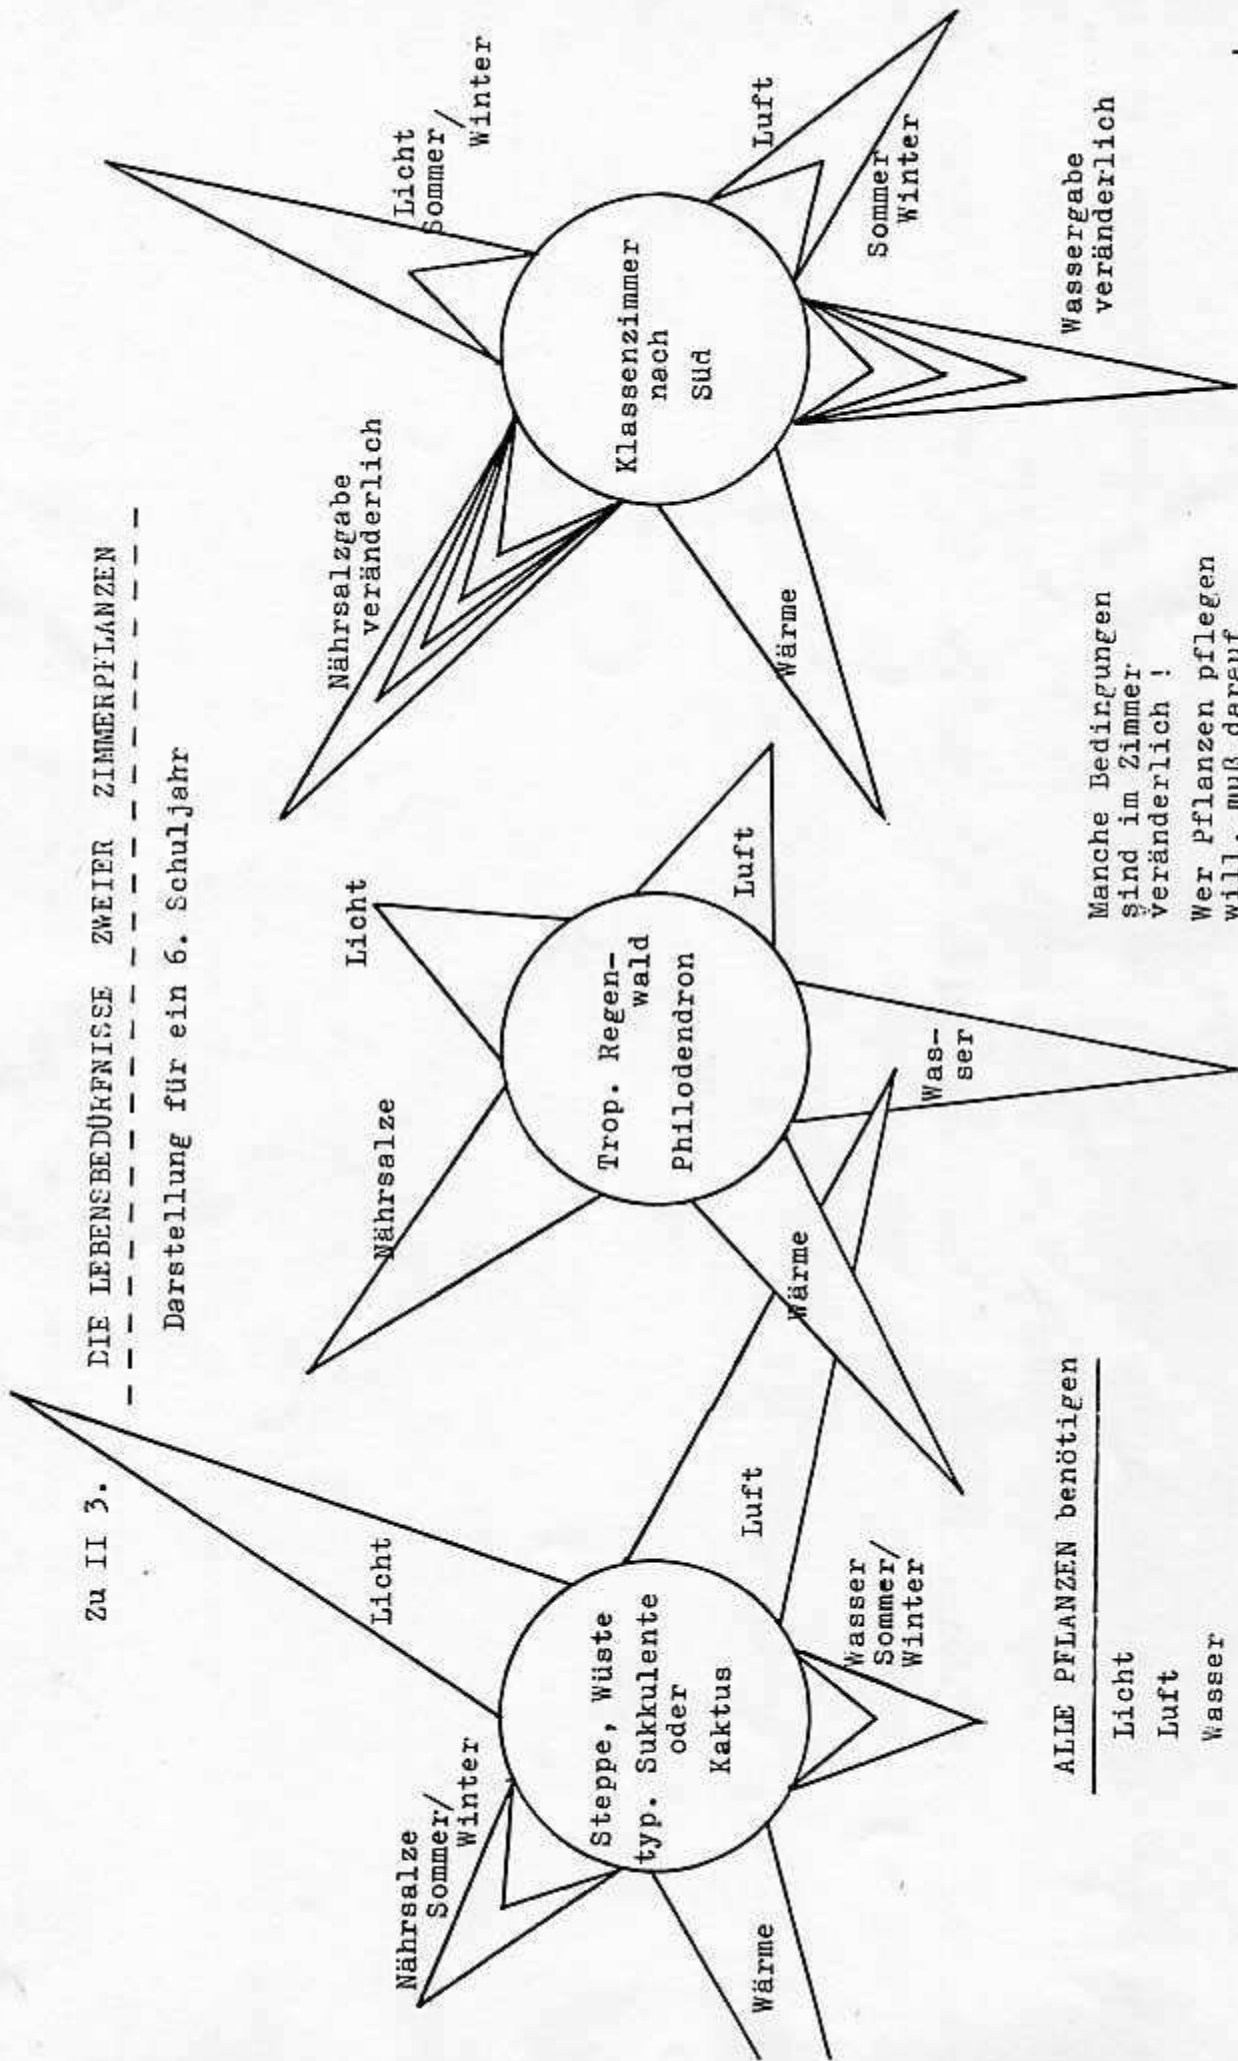 Zu II 3. DIE LEBENSBEDÜRFNISSE ZWEIER ZIMMERPFLANZEN
Darstellung für ein 6. Schuljahr
Nährsalze
Sommer/
Winter
Licht
Steppe, Wüste
typ. Sukkulente
oder
Kaktus
Wärme
Luft
Wasser
Sommer/
Winter
Nährsalze
Licht
Trop. Regen-
wald
Philodendron
Wärme
Luft
Was-
ser
Nährsalzgabe
veränderlich
Licht
Sommer/
Winter
Klassenzimmer
nach
Süd
Wärme
Luft
Sommer
Winter
Wassergabe
veränderlich
ALLE PFLANZEN benötigen
Licht
Luft
Wasser
Manche Bedingungen
sind im Zimmer
veränderlich !
Wer Pflanzen pflegen
will, muß darauf